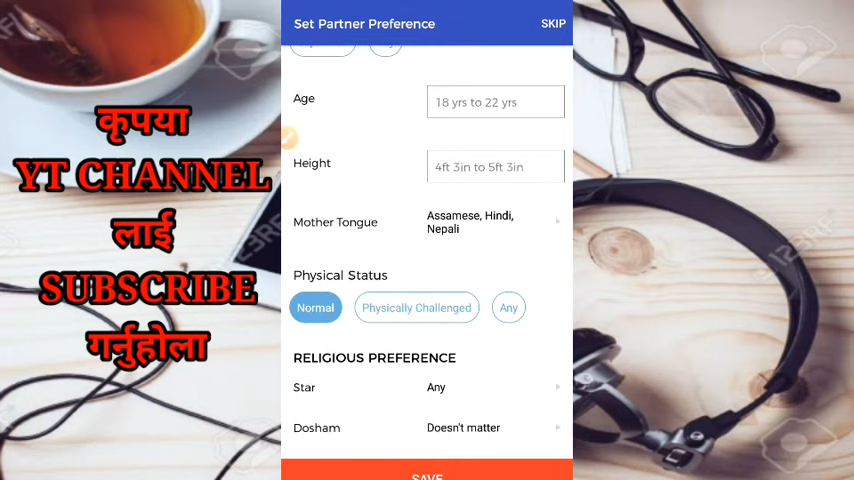 कृपया
YT CHANNEL
लाई
SUBSCRIBE
गर्नुहोला
Set Partner Preference
SKIP
Age
18 yrs to 22 yrs
Height
4ft 3in to 5ft 3in
Mother Tongue
Assamese, Hindi,
Nepali
Physical Status
Normal
Physically Challenged
Any
RELIGIOUS PREFERENCE
Star
Any
Dosham
Doesn't matter
SAVE